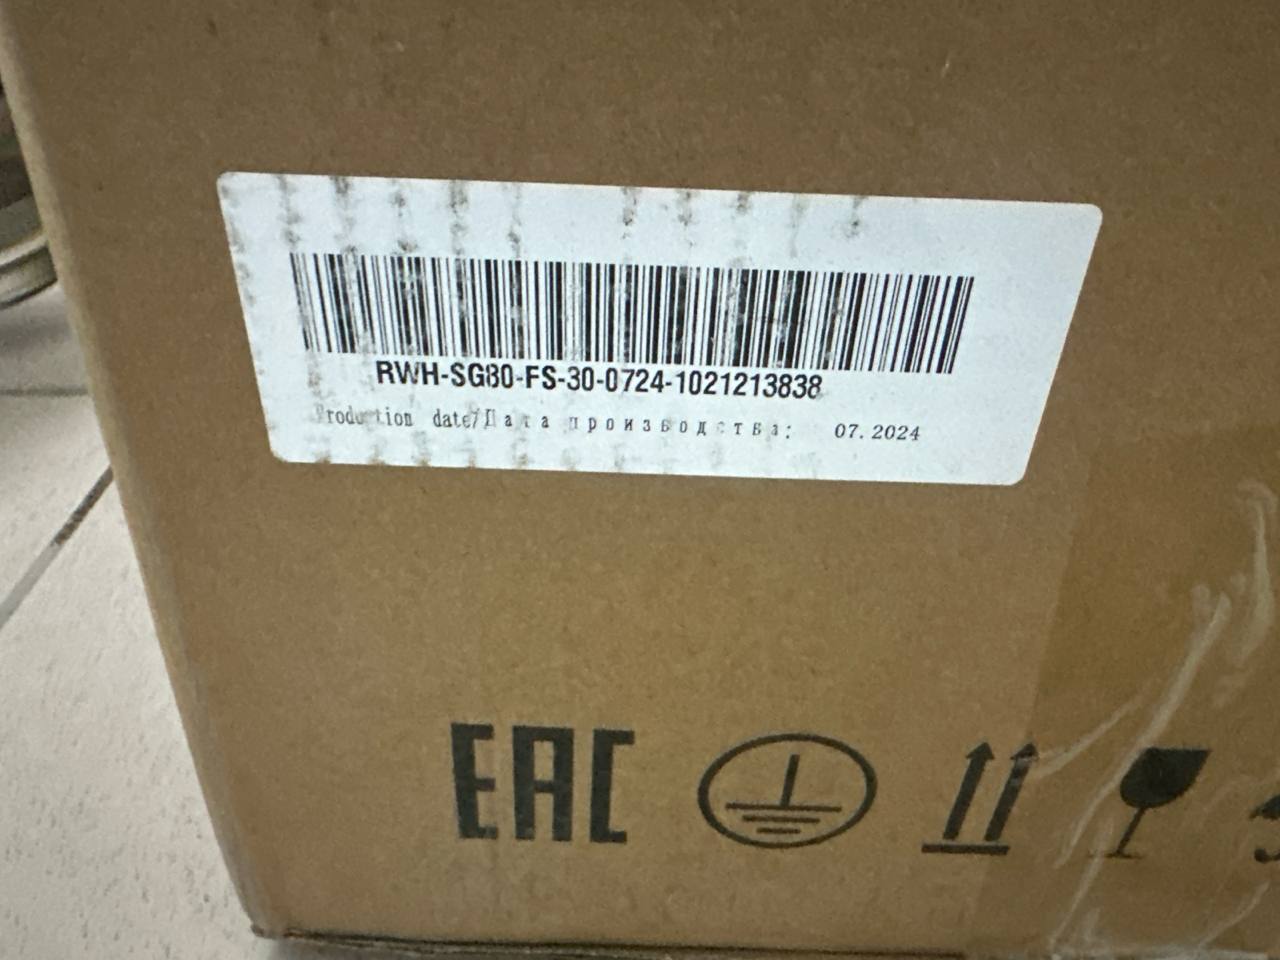 RWH-SG80-FS-30-0724-1021213838
Production date/Дата производства: 07.2024
EAC